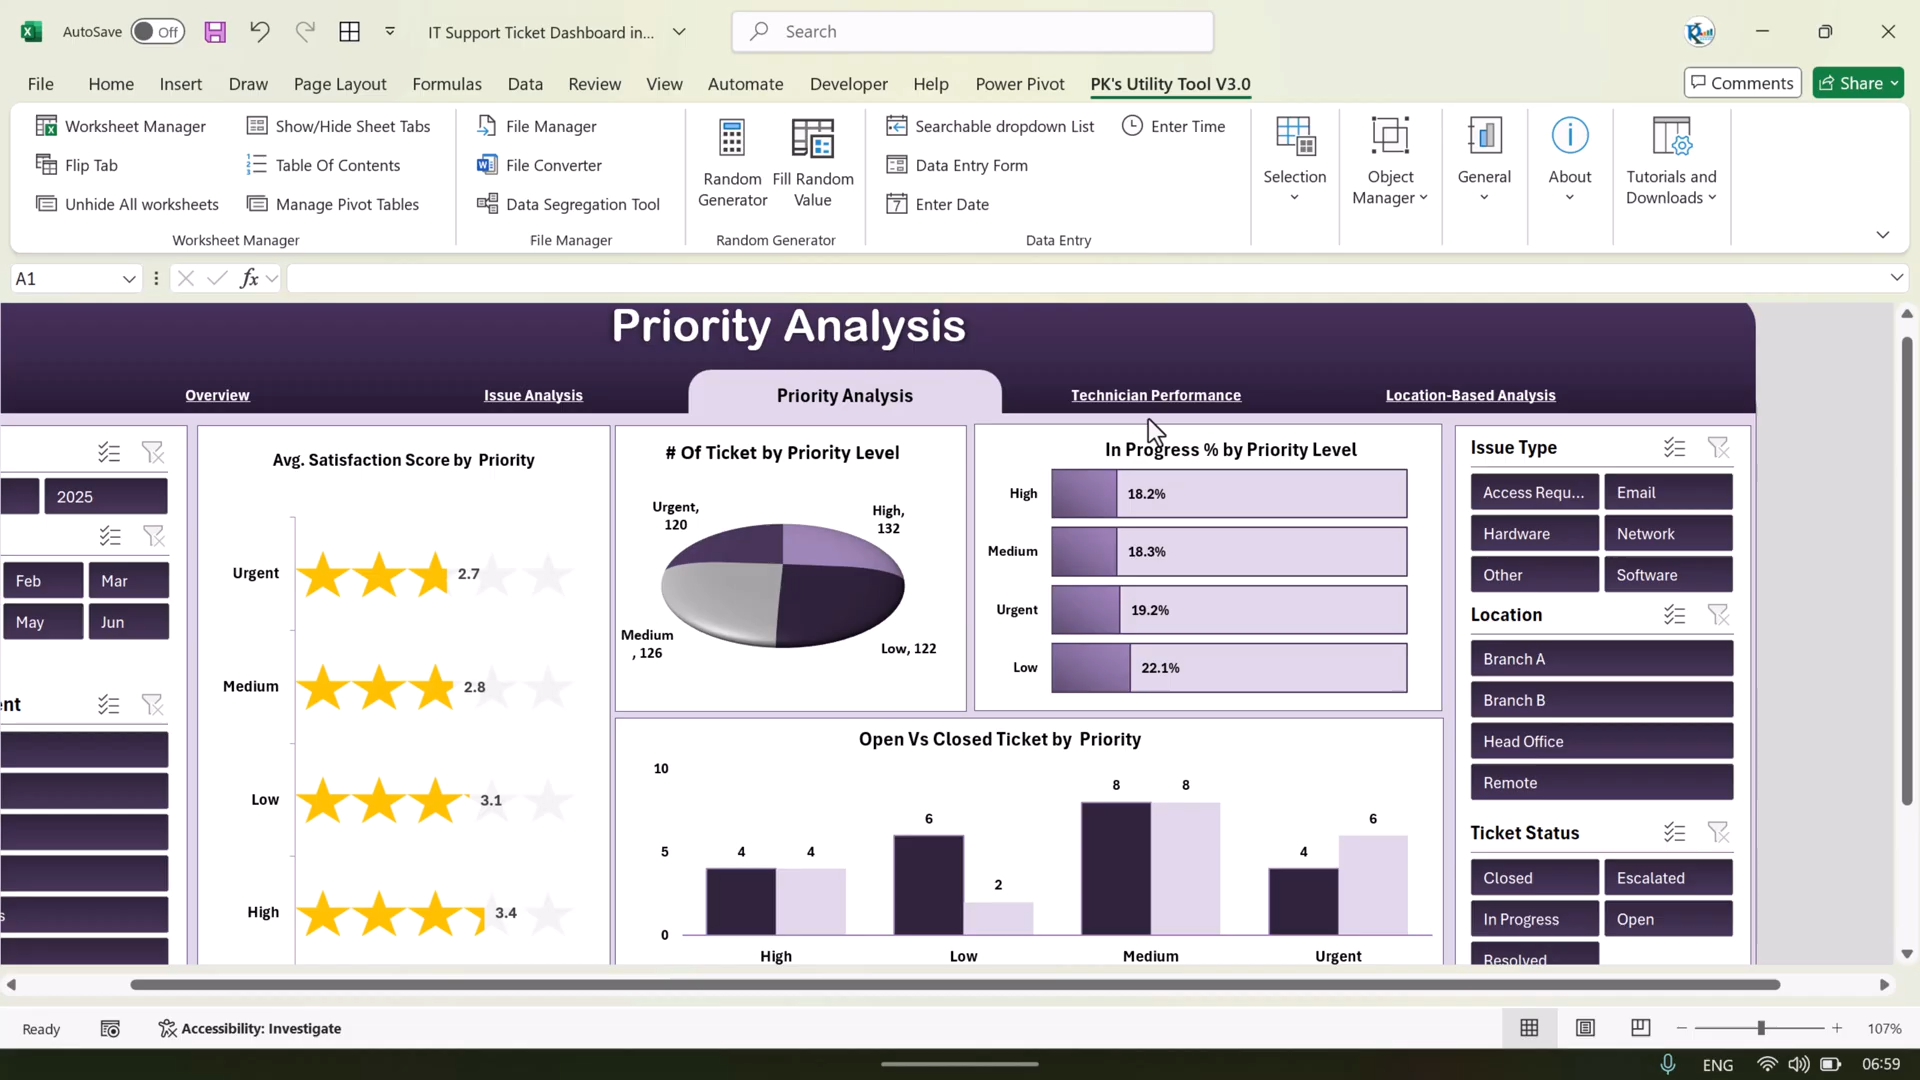 AutoSave Off
IT Support Ticket Dashboard in...
Search
File Home Insert Draw Page Layout Formulas Data Review View Automate Developer Help Power Pivot PK's Utility Tool V3.0
Comments
Share
Worksheet Manager
Flip Tab
Unhide All worksheets
Show/Hide Sheet Tabs
Table Of Contents
Manage Pivot Tables
Worksheet Manager
File Manager
File Converter
Data Segregation Tool
File Manager
Random
Generator
Fill Random
Value
Random Generator
Searchable dropdown List
Data Entry Form
Enter Date
Enter Time
Data Entry
Selection
Object
Manager
General
About
Tutorials and
Downloads
A1
fx
Priority Analysis
Overview
Issue Analysis
Priority Analysis
Technician Performance
Location-Based Analysis
2025
Feb
Mar
May
Jun
nt
s
Avg. Satisfaction Score by Priority
Urgent
2.7
Medium
2.8
Low
3.1
High
3.4
# Of Ticket by Priority Level
Urgent,
120
High,
132
Medium
, 126
Low, 122
In Progress % by Priority Level
High
18.2%
Medium
18.3%
Urgent
19.2%
Low
22.1%
Open Vs Closed Ticket by Priority
10
5
0
4
4
6
2
8
8
4
6
High
Low
Medium
Urgent
Issue Type
Access Requ...
Email
Hardware
Network
Other
Software
Location
Branch A
Branch B
Head Office
Remote
Ticket Status
Closed
Escalated
In Progress
Open
Resolved
Ready
Accessibility: Investigate
107%
ENG
06:59